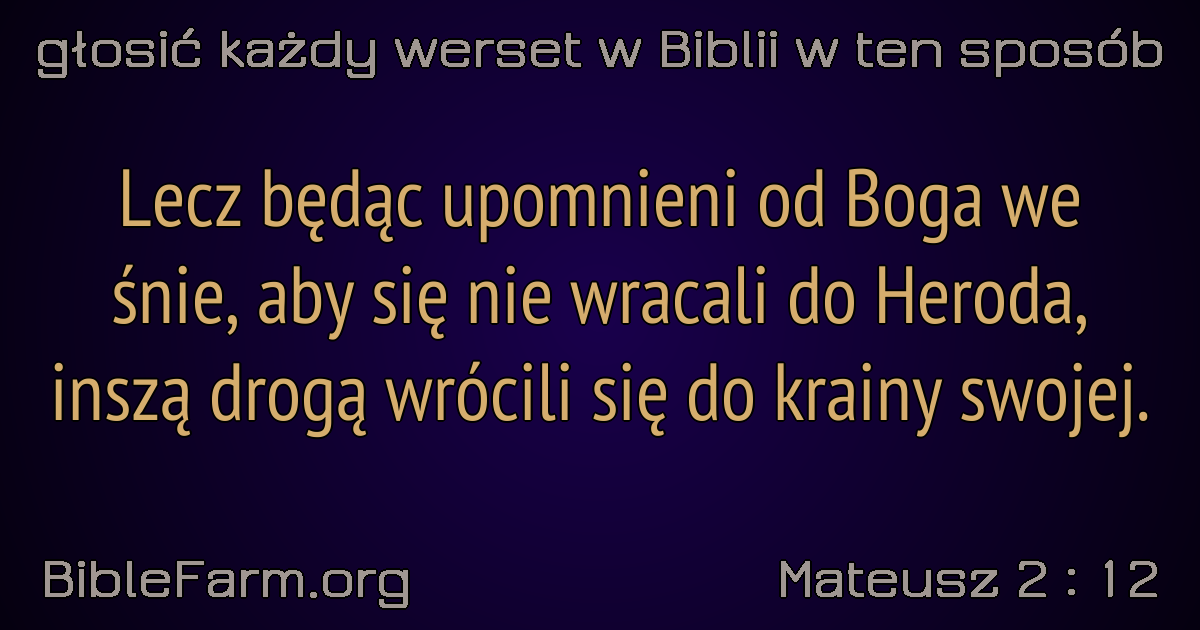 głosić każdy werset w Biblii w ten sposób
Lecz będąc upomnieni od Boga we
śnie, aby się nie wracali do Heroda,
inszą drogą wrócili się do krainy swojej.
BibleFarm.org
Mateusz 2 : 12